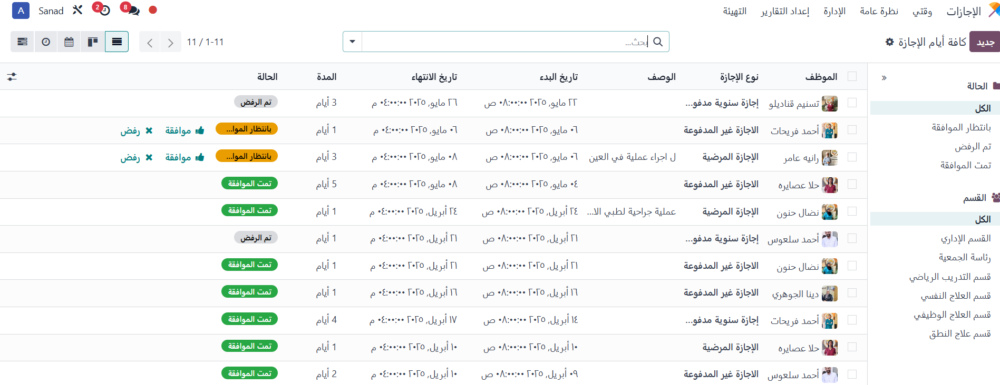 الإجازات وقتي نظرة عامة الإدارة إعداد التقارير التهيئة 8 2 Sanad A
جديد كافة أيام الإجازة بحث... 11 / 1-11
الحالة
الكل
بانتظار الموافقة
تم الرفض
تمت الموافقة
القسم
الكل
القسم الإداري
رئاسة الجمعية
قسم التدريب الرياضي
قسم العلاج النفسي
قسم العلاج الوظيفي
قسم علاج النطق
الموظف نوع الإجازة الوصف تاريخ البدء تاريخ الانتهاء المدة الحالة
تسنيم قناديلو إجازة سنوية مدفو... ٢٢ مايو, ٢٠٢٥ ٠٨:٠٠:٠٠ ص ٢٦ مايو, ٢٠٢٥ ٠٤:٠٠:٠٠ م 3 أيام تم الرفض
أحمد فريحات الاجازة غير المدفوعة ٠٦ مايو, ٢٠٢٥ ٠٨:٠٠:٠٠ ص ٠٦ مايو, ٢٠٢٥ ٠٤:٠٠:٠٠ م 1 أيام بانتظار الموا... موافقة رفض
رانيه عامر الإجازة المرضية ل اجراء عملية في العين ٠٦ مايو, ٢٠٢٥ ٠٨:٠٠:٠٠ ص ٠٨ مايو, ٢٠٢٥ ٠٤:٠٠:٠٠ م 3 أيام بانتظار الموا... موافقة رفض
حلا عصايره الاجازة غير المدفوعة ٠٤ مايو, ٢٠٢٥ ٠٨:٠٠:٠٠ ص ٠٨ مايو, ٢٠٢٥ ٠٤:٠٠:٠٠ م 5 أيام تمت الموافقة
نضال حنون الإجازة المرضية عملية جراحية لطبي الا... ٢٤ أبريل, ٢٠٢٥ ٠٨:٠٠:٠٠ ص ٢٤ أبريل, ٢٠٢٥ ٠٤:٠٠:٠٠ م 1 أيام تمت الموافقة
أحمد سلعوس إجازة سنوية مدفو... ٢١ أبريل, ٢٠٢٥ ٠٨:٠٠:٠٠ ص ٢١ أبريل, ٢٠٢٥ ٠٤:٠٠:٠٠ م 1 أيام تم الرفض
نضال حنون الاجازة غير المدفوعة ٢١ أبريل, ٢٠٢٥ ٠٨:٠٠:٠٠ ص ٢١ أبريل, ٢٠٢٥ ٠٤:٠٠:٠٠ م 1 أيام تمت الموافقة
دينا الجوهري الاجازة غير المدفوعة ١٦ أبريل, ٢٠٢٥ ٠٨:٠٠:٠٠ ص ١٦ أبريل, ٢٠٢٥ ٠٤:٠٠:٠٠ م 1 أيام تمت الموافقة
أحمد فريحات إجازة سنوية مدفو... ١٤ أبريل, ٢٠٢٥ ٠٨:٠٠:٠٠ ص ١٧ أبريل, ٢٠٢٥ ٠٤:٠٠:٠٠ م 4 أيام تمت الموافقة
حلا عصايره الإجازة المرضية ١٠ أبريل, ٢٠٢٥ ٠٨:٠٠:٠٠ ص ١٠ أبريل, ٢٠٢٥ ٠٤:٠٠:٠٠ م 1 أيام تمت الموافقة
أحمد سلعوس الاجازة غير المدفوعة ٠٩ أبريل, ٢٠٢٥ ٠٨:٠٠:٠٠ ص ١٠ أبريل, ٢٠٢٥ ٠٤:٠٠:٠٠ م 2 أيام تمت الموافقة